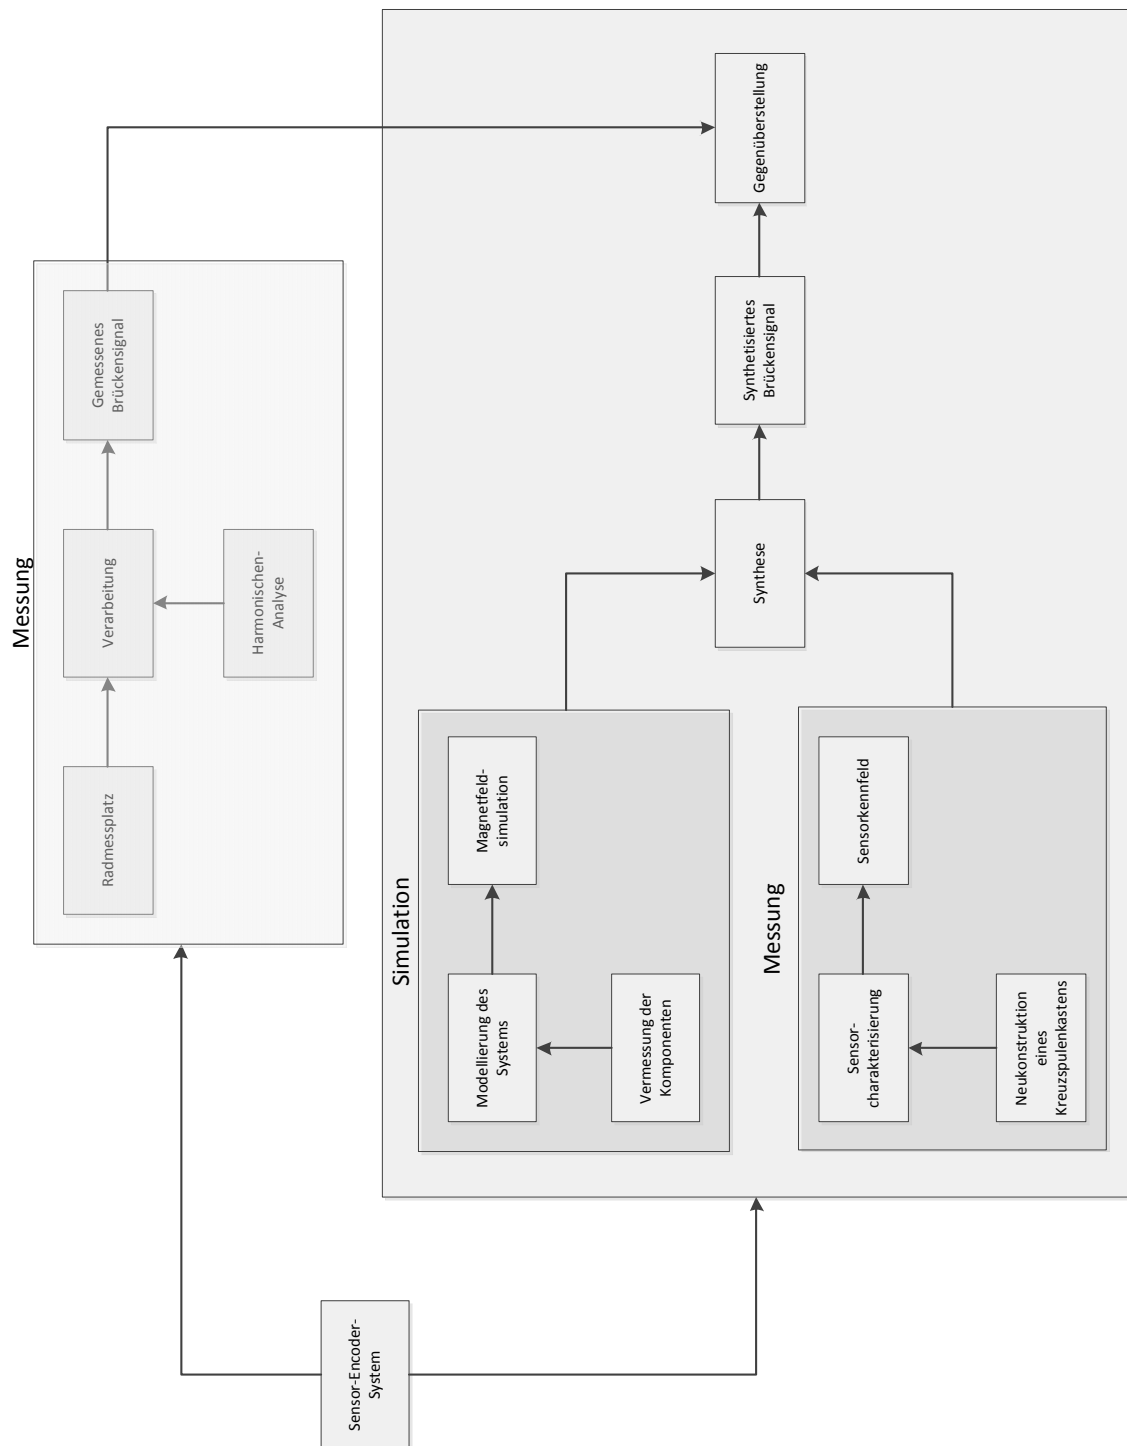 Sensor-Encoder-
System
Messung
Radmessplatz
Verarbeitung
Harmonischen-
Analyse
Gemessenes
Brückensignal
Simulation
Modellierung des
Systems
Vermessung der
Komponenten
Magnetfeld-
simulation
Messung
Sensor-
charakterisierung
Neukonstruktion
eines
Kreuzspulenkastens
Sensorkennfeld
Synthese
Synthetisiertes
Brückensignal
Gegenüberstellung